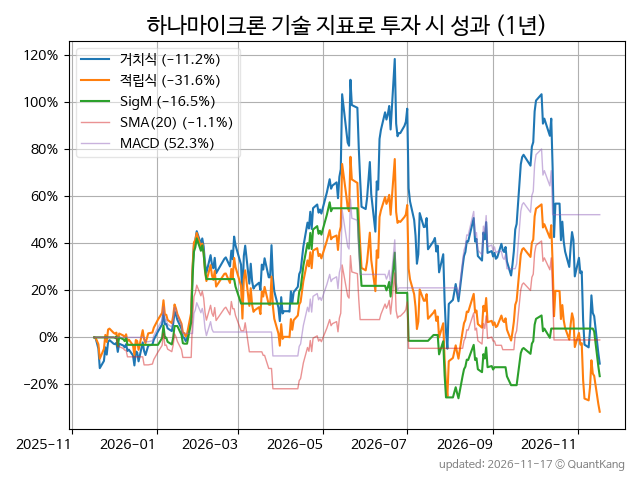 하나마이크론 기술 지표로 투자 시 성과 (1년)
거치식 (−11.2%)
적립식 (−31.6%)
SigM (−16.5%)
SMA(20) (−1.1%)
MACD (52.3%)
120%
100%
80%
60%
40%
20%
0%
−20%
2025-11 2026-01 2026-03 2026-05 2026-07 2026-09 2026-11
updated: 2026-11-17 © QuantKang